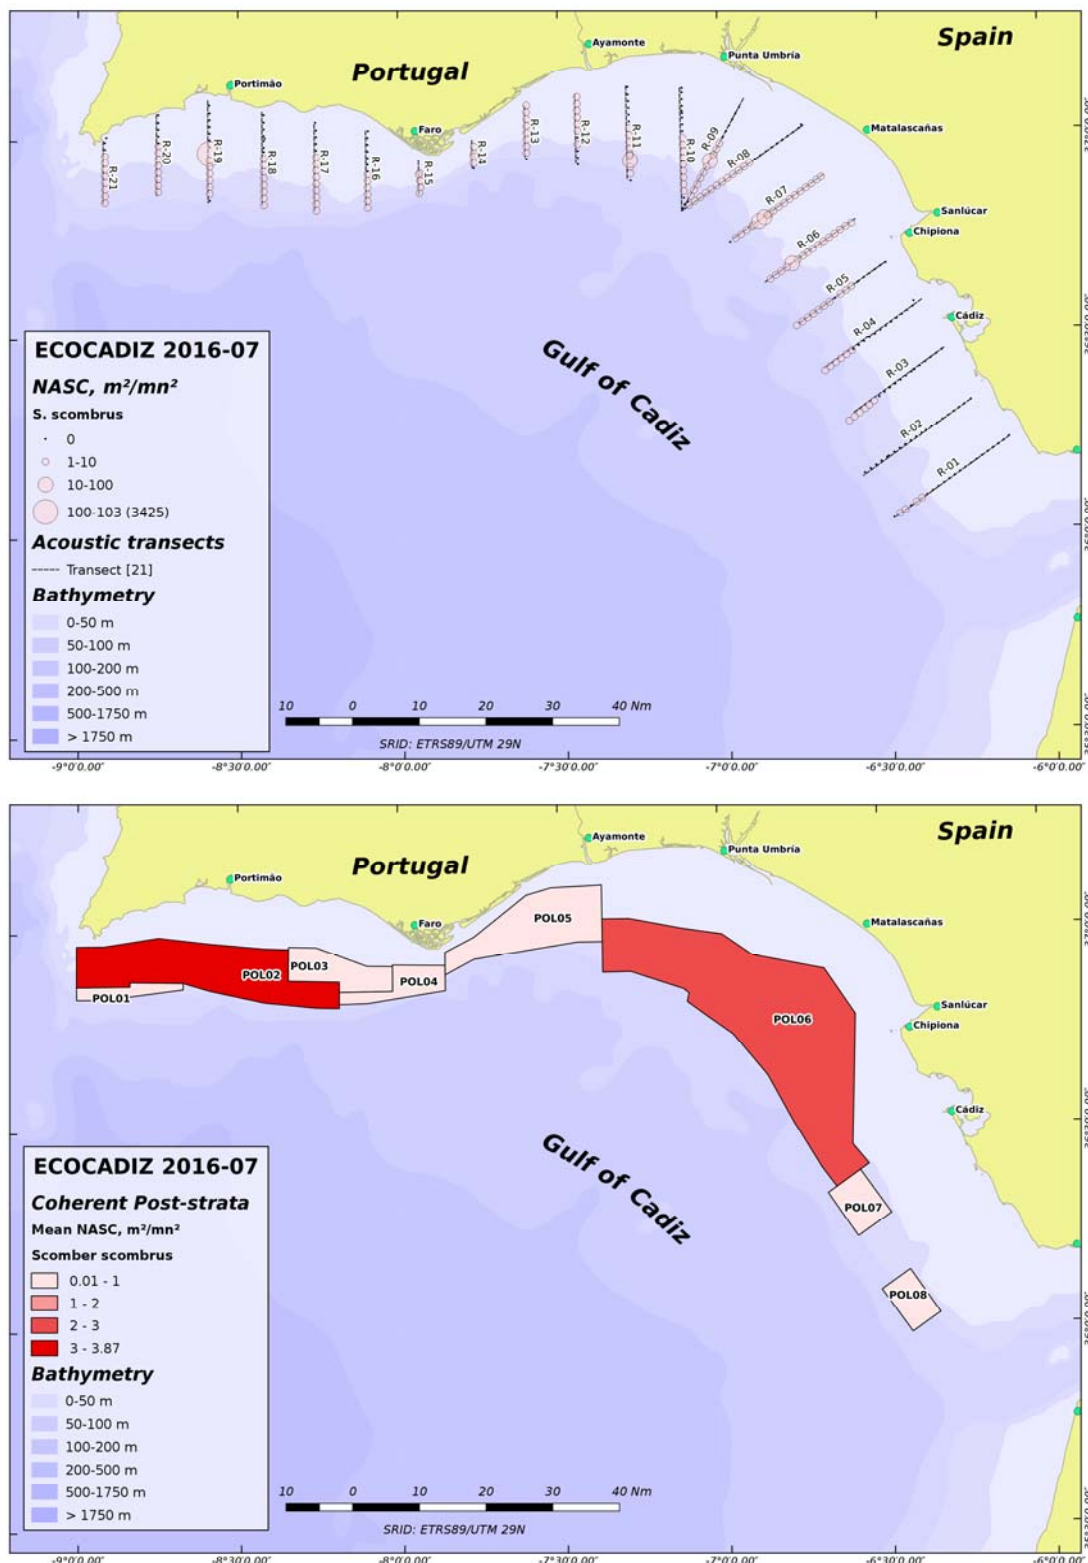 Spain
Portugal
Ayamonte
Punta Umbría
Portimão
Faro
Matalascañas
Sanlúcar
Chipiona
Cádiz
R-21
R-20
R-19
R-18
R-17
R-16
R-15
R-14
R-13
R-12
R-11
R-10
R-09
R-08
R-07
R-06
R-05
R-04
R-03
R-02
R-01
Gulf of Cadiz
ECOCADIZ 2016-07
NASC, m²/mn²
S. scombrus
0
1-10
10-100
100-103 (3425)
Acoustic transects
Transect [21]
Bathymetry
0-50 m
50-100 m
100-200 m
200-500 m
500-1750 m
> 1750 m
10 0 10 20 30 40 Nm
SRID: ETRS89/UTM 29N
-9°0'0.00" -8°30'0.00" -8°0'0.00" -7°30'0.00" -7°0'0.00" -6°30'0.00" -6°0'0.00"
Spain
Portugal
Ayamonte
Punta Umbría
Portimão
Faro
Matalascañas
Sanlúcar
Chipiona
Cádiz
POL01
POL02
POL03
POL04
POL05
POL06
POL07
POL08
Gulf of Cadiz
ECOCADIZ 2016-07
Coherent Post-strata
Mean NASC, m²/mn²
Scomber scombrus
0.01 - 1
1 - 2
2 - 3
3 - 3.87
Bathymetry
0-50 m
50-100 m
100-200 m
200-500 m
500-1750 m
> 1750 m
10 0 10 20 30 40 Nm
SRID: ETRS89/UTM 29N
-9°0'0.00" -8°30'0.00" -8°0'0.00" -7°30'0.00" -7°0'0.00" -6°30'0.00" -6°0'0.00"